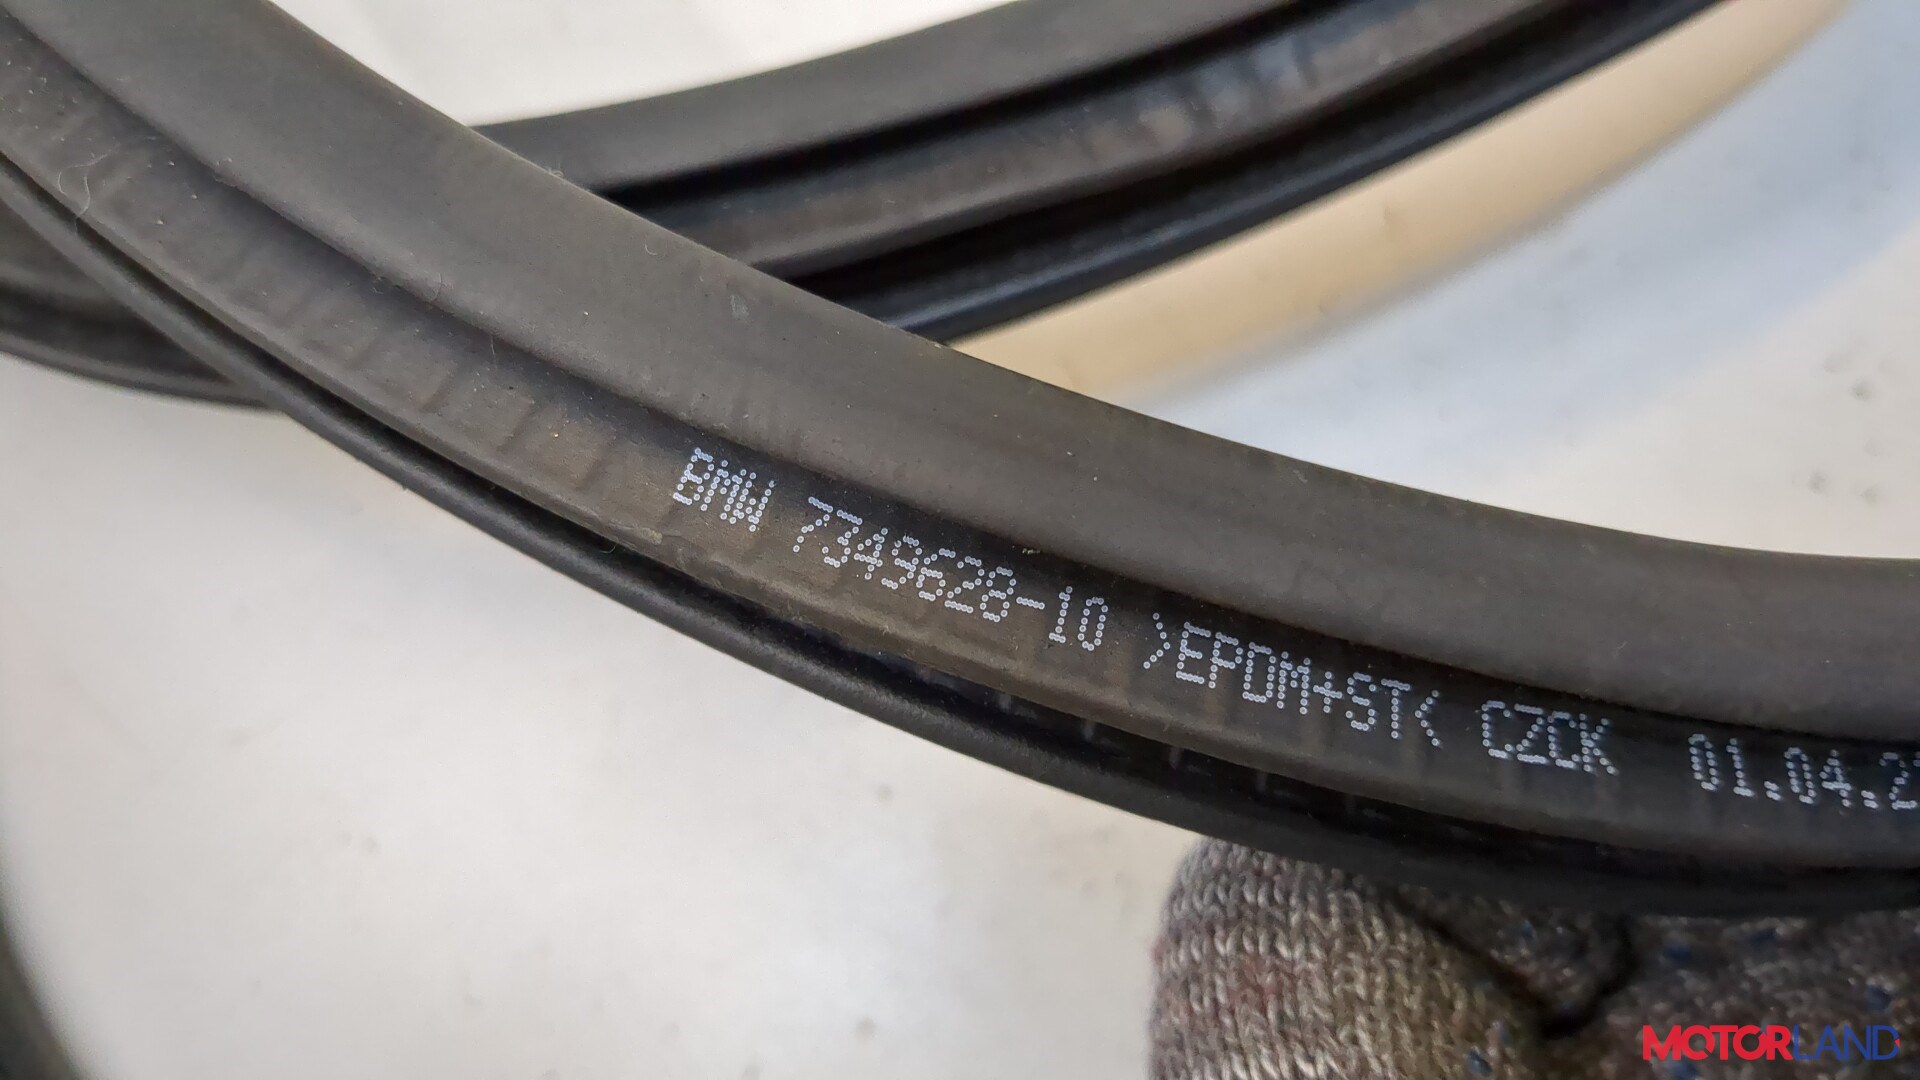 BMW 7349628-10 >EPDM+ST< CZCK 01.04.2
MOTORLAND